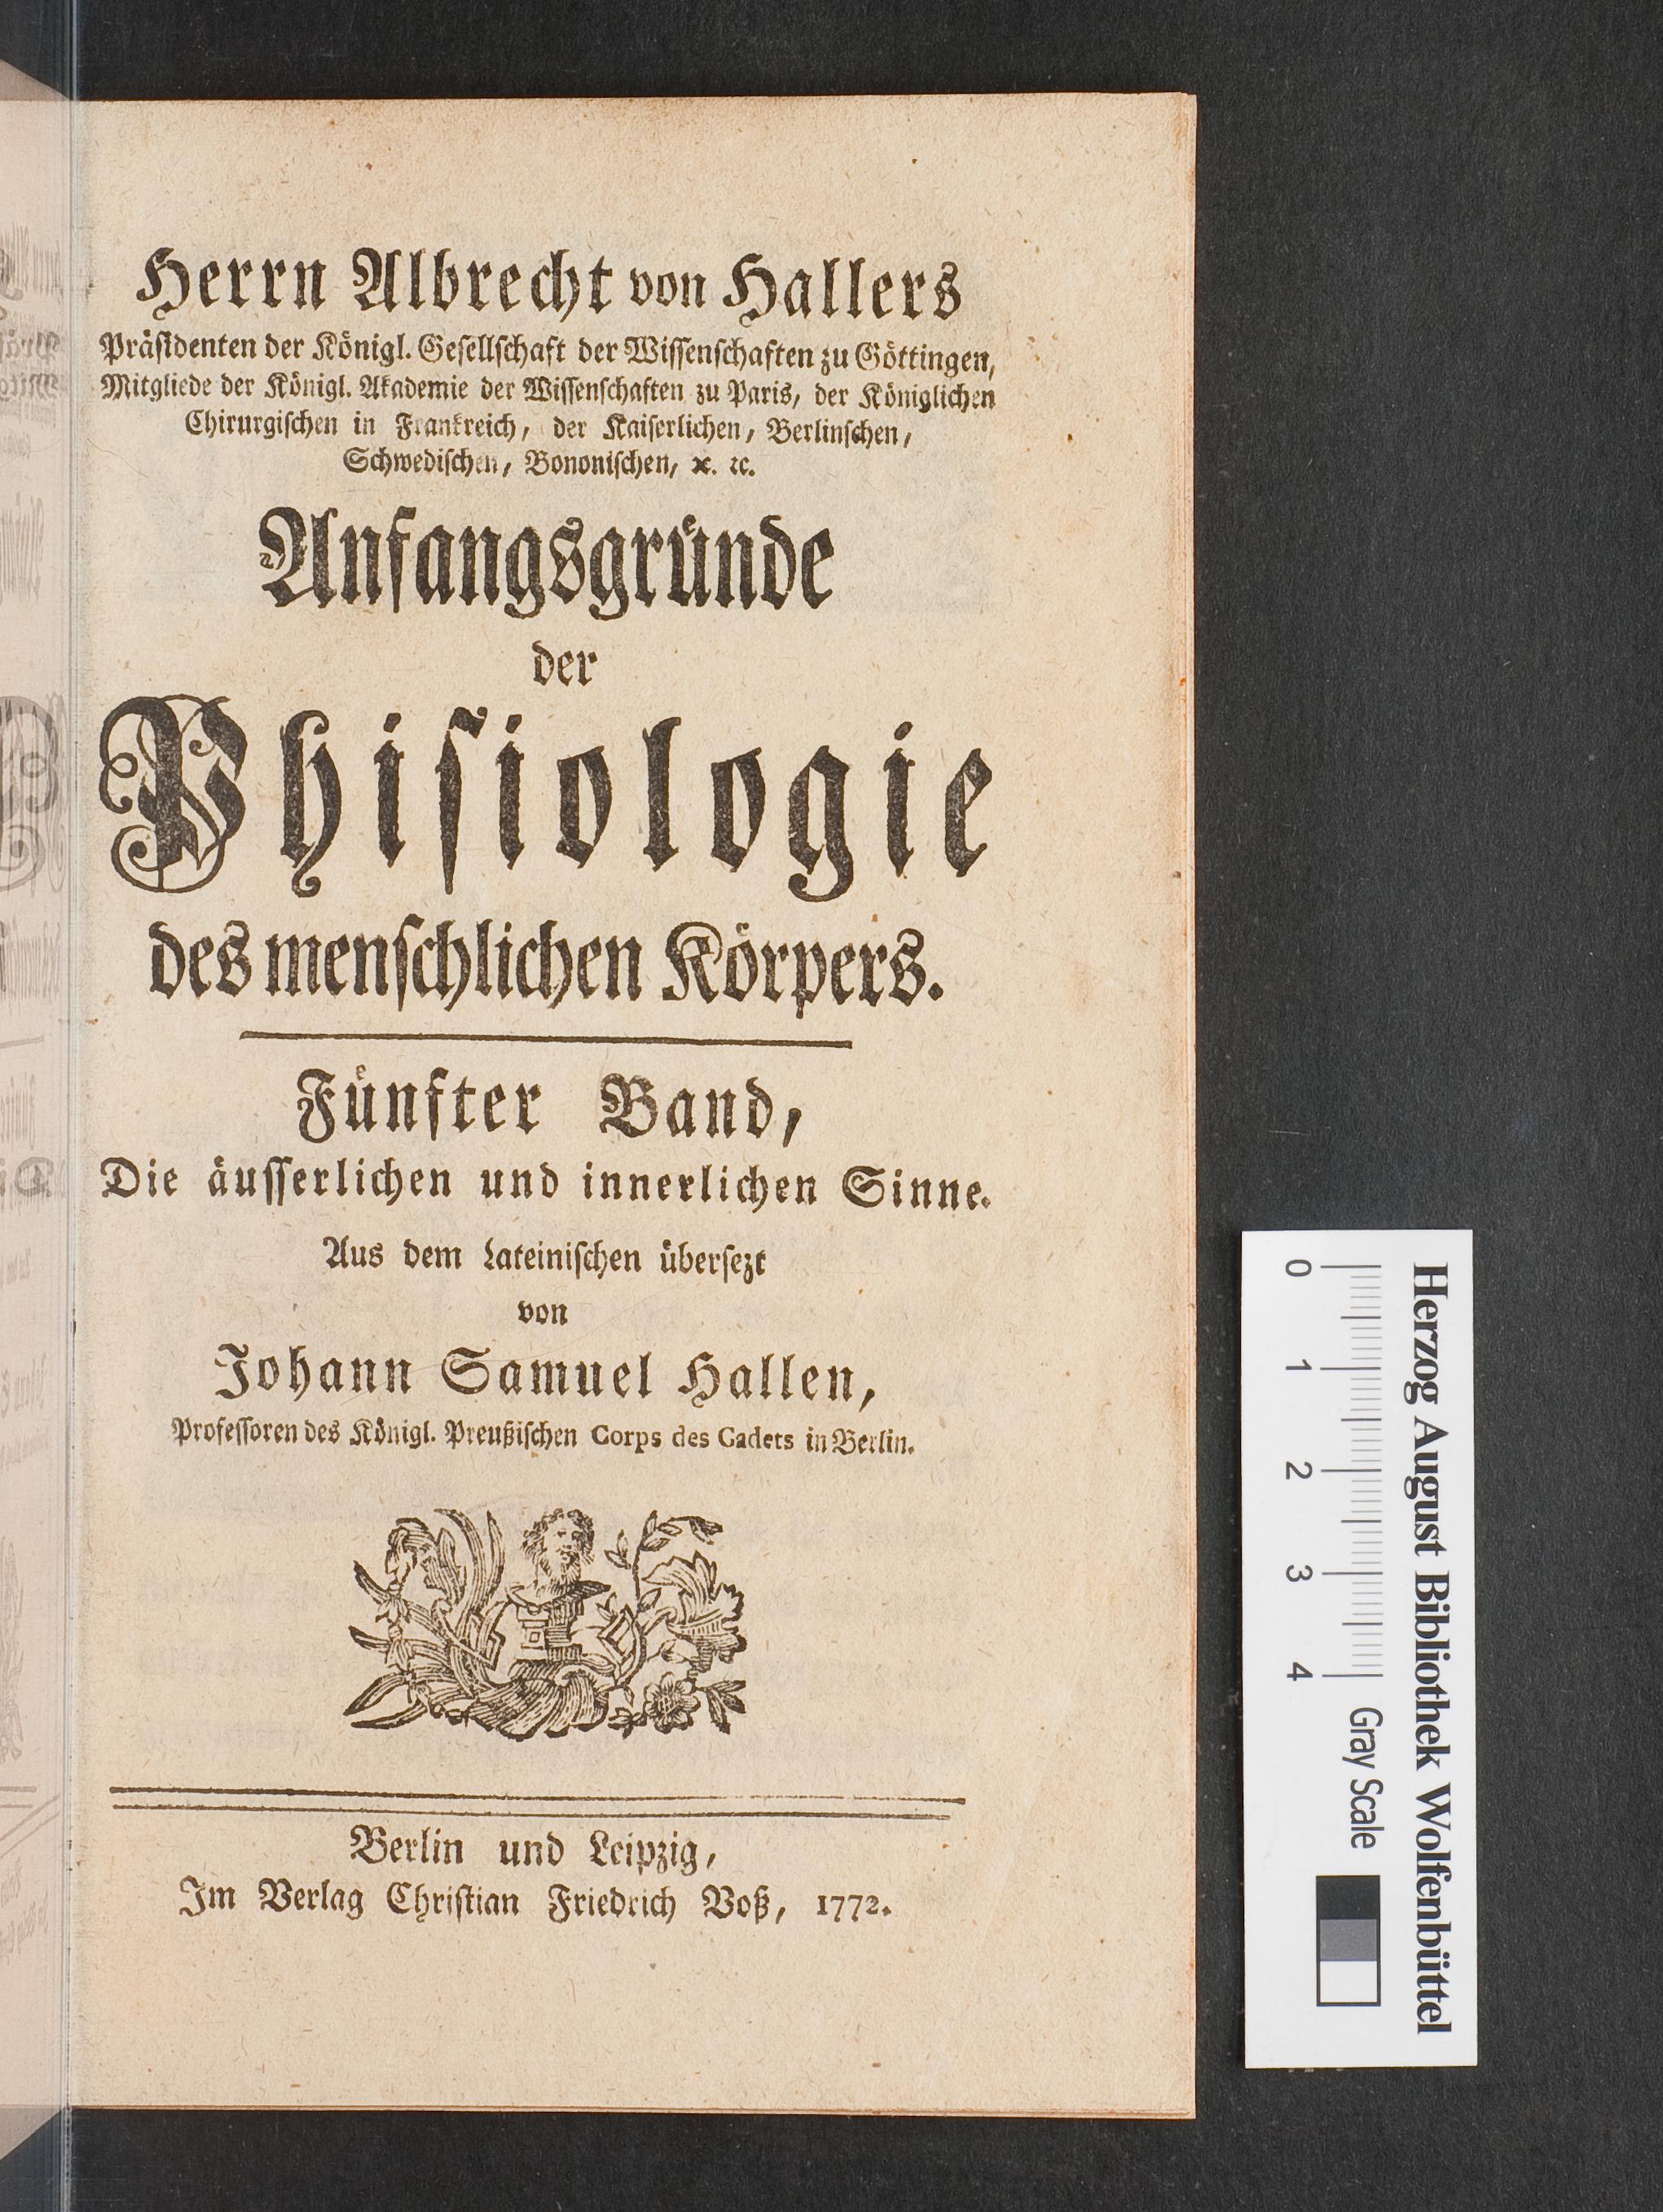 Herrn Albrecht von Hallers
Präsidenten der Königl. Gesellschaft der Wissenschaften zu Göttingen,
Mitgliede der Königl. Akademie der Wissenschaften zu Paris, der Königlichen
Chirurgischen in Frankreich, der Kaiserlichen, Berlinschen,
Schwedischen, Bononischen, ꝛc. ꝛc.
Anfangsgründe
der
Phisiologie
des menschlichen Körpers.
Fünfter Band,
Die äusserlichen und innerlichen Sinne.
Aus dem Lateinischen übersezt
von
Johann Samuel Hallen,
Professoren des Königl. Preußischen Corps des Cadets in Berlin.
Berlin und Leipzig,
Im Verlag Christian Friedrich Voß, 1772.
Herzog August Bibliothek Wolfenbüttel
0 1 2 3 4 Gray Scale